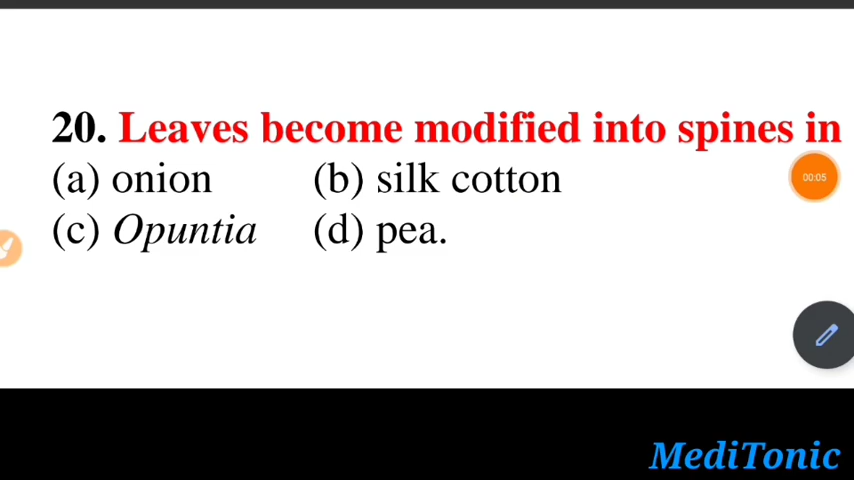 20. Leaves become modified into spines in
(a) onion (b) silk cotton
00:05
(c) Opuntia (d) pea.
MediTonic